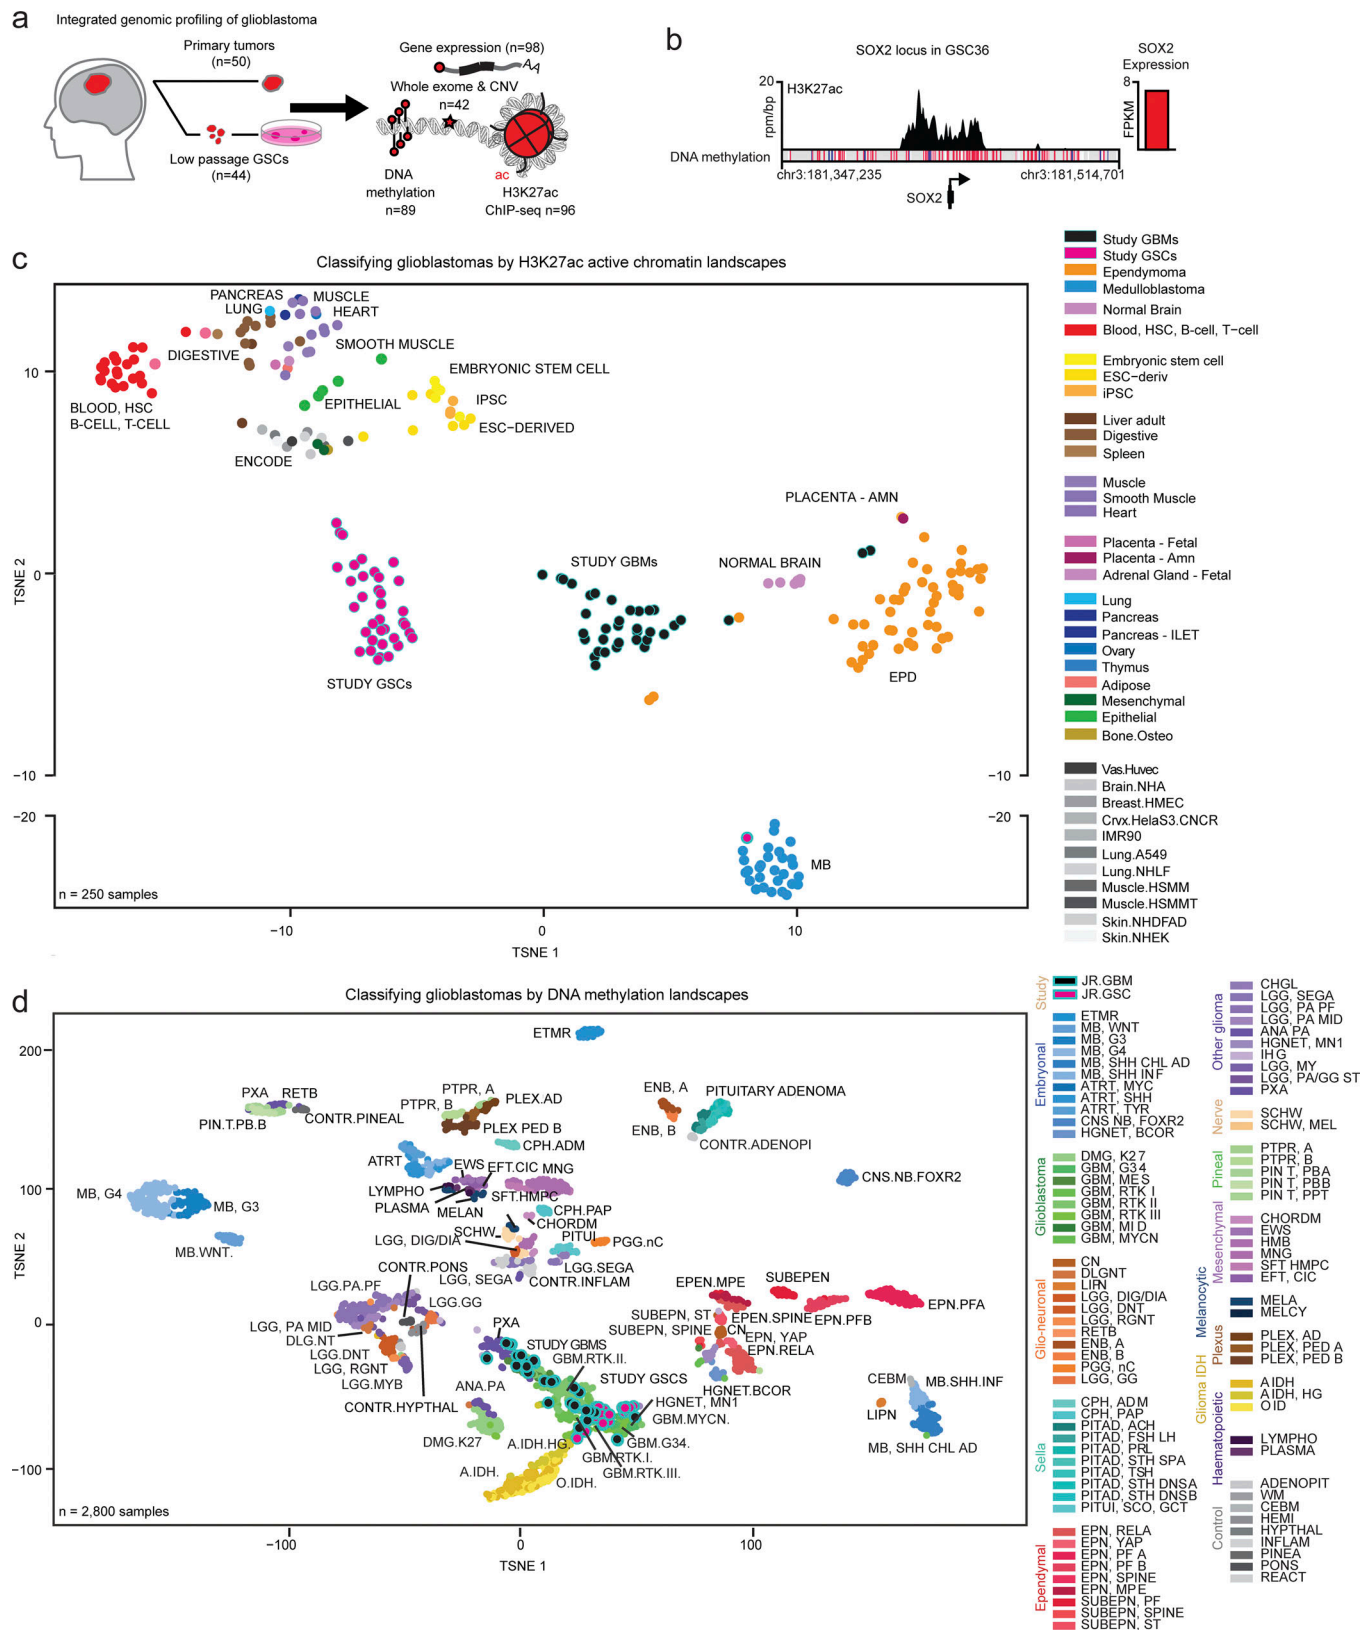 a
Integrated genomic profiling of glioblastoma
Primary tumors
(n=50)
Low passage GSCs
(n=44)
Gene expression (n=98)
AA
Whole exome & CNV
n=42
DNA
methylation
n=89
ac
H3K27ac
ChIP-seq n=96
b
SOX2 locus in GSC36
SOX2
Expression
20
H3K27ac
rpm/bp
8
FPKM
DNA methylation
chr3:181,347,235
chr3:181,514,701
SOX2
c
Classifying glioblastomas by H3K27ac active chromatin landscapes
PANCREAS
MUSCLE
LUNG
HEART
DIGESTIVE
SMOOTH MUSCLE
EMBRYONIC STEM CELL
BLOOD, HSC
B-CELL, T-CELL
EPITHELIAL
IPSC
ESC-DERIVED
ENCODE
PLACENTA - AMN
STUDY GBMs
NORMAL BRAIN
STUDY GSCs
EPD
MB
n = 250 samples
10
0
−10
−20
−10
−20
TSNE 2
−10
0
10
TSNE 1
Study GBMs
Study GSCs
Ependymoma
Medulloblastoma
Normal Brain
Blood, HSC, B-cell, T−cell
Embryonic stem cell
ESC−deriv
iPSC
Liver adult
Digestive
Spleen
Muscle
Smooth Muscle
Heart
Placenta - Fetal
Placenta - Amn
Adrenal Gland - Fetal
Lung
Pancreas
Pancreas - ILET
Ovary
Thymus
Adipose
Mesenchymal
Epithelial
Bone.Osteo
Vas.Huvec
Brain.NHA
Breast.HMEC
Crvx.HelaS3.CNCR
IMR90
Lung.A549
Lung.NHLF
Muscle.HSMM
Muscle.HSMMT
Skin.NHDFAD
Skin.NHEK
d
Classifying glioblastomas by DNA methylation landscapes
ETMR
PXA
RETB
PIN.T.PB.B
CONTR.PINEAL
PTPR, A
PTPR, B
PLEX.AD
PLEX PED B
CPH.ADM
ENB, A
ENB, B
PITUITARY ADENOMA
CONTR.ADENOPI
ATRT
EWS
EFT.CIC
MNG
LYMPHO
PLASMA
MELAN
SFT.HMPC
CNS.NB.FOXR2
MB, G4
MB, G3
MB.WNT.
CPH.PAP
CHORDM
SCHW
PITUI
LGG, DIG/DIA
PGG.nC
CONTR.PONS
LGG, SEGA
LGG.SEGA
CONTR.INFLAM
LGG.PA.PF
LGG.GG
LGG, PA MID
DLG.NT
LGG.DNT
LGG, RGNT
LGG.MYB
CONTR.HYPTHAL
PXA
STUDY GBMS
GBM.RTK.II.
STUDY GSCS
EPEN.MPE
SUBEPEN
SUBEPN, ST
EPEN.SPINE
EPN.PFB
EPN.PFA
SUBEPN, SPINE
CN
EPN, YAP
EPN.RELA
HGNET.BCOR
HGNET, MN1
GBM.MYCN.
ANA.PA
DMG.K27
A.IDH.HG
GBM.G34.
GBM.RTK.I.
GBM.RTK.III.
A.IDH.
O.IDH.
CEBM
MB.SHH.INF
LIPN
MB, SHH CHL AD
n = 2,800 samples
200
100
0
−100
TSNE 2
−100
0
100
TSNE 1
Study
JR.GBM
JR.GSC
Embryonal
ETMR
MB, WNT
MB, G3
MB, G4
MB, SHH CHL AD
MB, SHH INF
ATRT, MYC
ATRT, SHH
ATRT, TYR
CNS NB, FOXR2
HGNET, BCOR
Glioblastoma
DMG, K27
GBM, G34
GBM, MES
GBM, RTK I
GBM, RTK II
GBM, RTK III
GBM, MID
GBM, MYCN
Glio-neuronal
CN
DLGNT
LIPN
LGG, DIG/DIA
LGG, DNT
LGG, RGNT
RETB
ENB, A
ENB, B
PGG, nC
LGG, GG
Sella
CPH, ADM
CPH, PAP
PITAD, ACH
PITAD, FSH LH
PITAD, PRL
PITAD, STH SPA
PITAD, TSH
PITAD, STH DNSA
PITAD, STH DNSB
PITUI, SCO, GCT
Ependymal
EPN, RELA
EPN, YAP
EPN, PF A
EPN, PF B
EPN, SPINE
EPN, MPE
SUBEPN, PF
SUBEPN, SPINE
SUBEPN, ST
Other glioma
CHGL
LGG, SEGA
LGG, PA PF
LGG, PA MID
ANA PA
HGNET, MN1
IHG
LGG, MY
LGG, PA/GG ST
PXA
Nerve
SCHW
SCHW, MEL
Pineal
PTPR, A
PTPR, B
PIN T, PBA
PIN T, PBB
PIN T, PPT
Mesenchymal
CHORDM
EWS
HMB
MNG
SFT HMPC
EFT, CIC
Melanocytic
MELA
MELCY
Plexus
PLEX, AD
PLEX, PED A
PLEX, PED B
Glioma IDH
A IDH
A IDH, HG
O ID
Haematopoietic
LYMPHO
PLASMA
Control
ADENOPIT
WM
CEBM
HEMI
HYPTHAL
INFLAM
PINEA
PONS
REACT